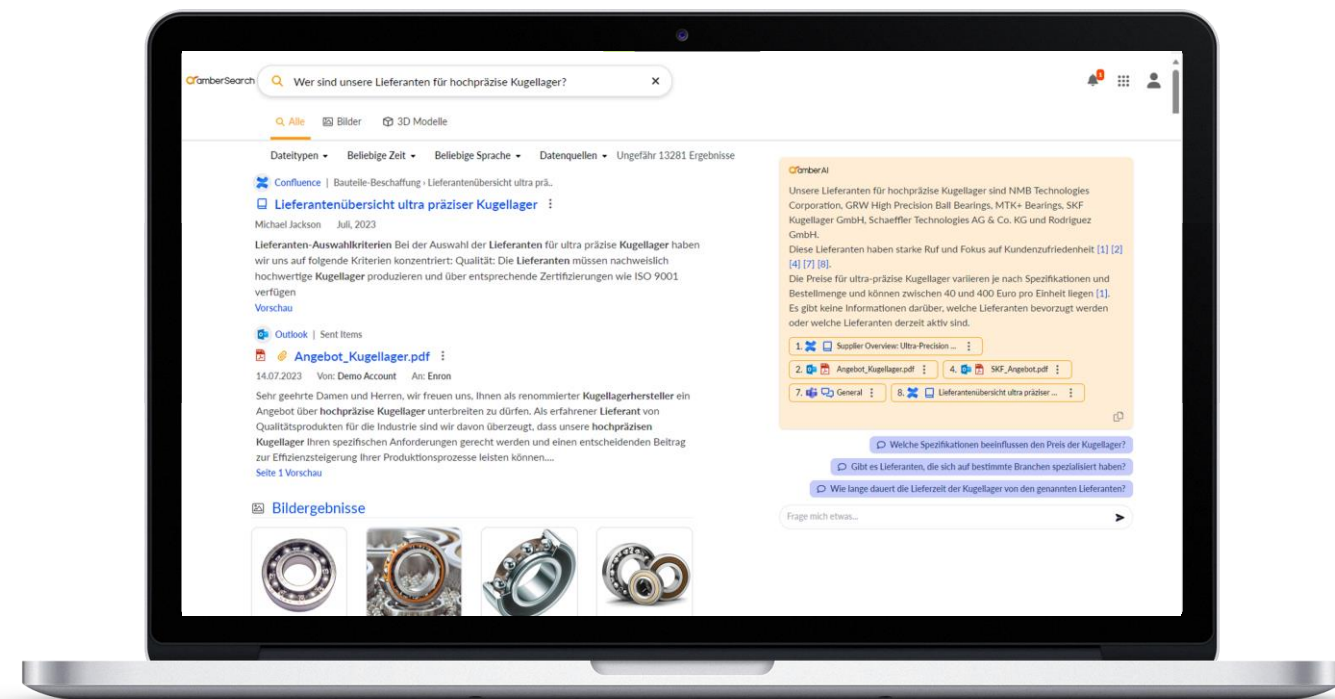 amberSearch
Wer sind unsere Lieferanten für hochpräzise Kugellager?
1
Alle Bilder 3D Modelle
Dateitypen Beliebige Zeit Beliebige Sprache Datenquellen Ungefähr 13281 Ergebnisse
Confluence | Bauteile-Beschaffung › Lieferantenübersicht ultra prä..
Lieferantenübersicht ultra präziser Kugellager
Michael Jackson Juli, 2023
Lieferanten-Auswahlkriterien Bei der Auswahl der Lieferanten für ultra präzise Kugellager haben
wir uns auf folgende Kriterien konzentriert: Qualität: Die Lieferanten müssen nachweislich
hochwertige Kugellager produzieren und über entsprechende Zertifizierungen wie ISO 9001
verfügen
Vorschau
Outlook | Sent Items
Angebot_Kugellager.pdf
14.07.2023 Von: Demo Account An: Enron
Sehr geehrte Damen und Herren, wir freuen uns, Ihnen als renommierter Kugellagerhersteller ein
Angebot über hochpräzise Kugellager unterbreiten zu dürfen. Als erfahrener Lieferant von
Qualitätsprodukten für die Industrie sind wir davon überzeugt, dass unsere hochpräzisen
Kugellager Ihren spezifischen Anforderungen gerecht werden und einen entscheidenden Beitrag
zur Effizienzsteigerung Ihrer Produktionsprozesse leisten können....
Seite 1 Vorschau
Bildergebnisse
amberAI
Unsere Lieferanten für hochpräzise Kugellager sind NMB Technologies
Corporation, GRW High Precision Ball Bearings, MTK+ Bearings, SKF
Kugellager GmbH, Schaeffler Technologies AG & Co. KG und Rodriguez
GmbH.
Diese Lieferanten haben starke Ruf und Fokus auf Kundenzufriedenheit [1] [2]
[4] [7] [8].
Die Preise für ultra-präzise Kugellager variieren je nach Spezifikationen und
Bestellmenge und können zwischen 40 und 400 Euro pro Einheit liegen [1].
Es gibt keine Informationen darüber, welche Lieferanten bevorzugt werden
oder welche Lieferanten derzeit aktiv sind.
1. Supplier Overview: Ultra-Precision ...
2. Angebot_Kugellager.pdf 4. SKF_Angebot.pdf
7. General 8. Lieferantenübersicht ultra präziser ...
Welche Spezifikationen beeinflussen den Preis der Kugellager?
Gibt es Lieferanten, die sich auf bestimmte Branchen spezialisiert haben?
Wie lange dauert die Lieferzeit der Kugellager von den genannten Lieferanten?
Frage mich etwas...